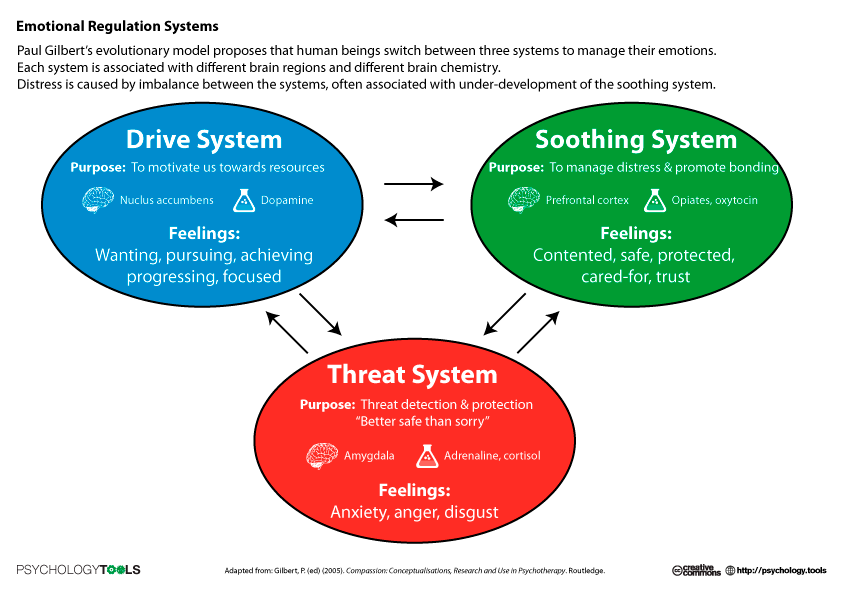 Emotional Regulation Systems
Paul Gilbert's evolutionary model proposes that human beings switch between three systems to manage their emotions.
Each system is associated with different brain regions and different brain chemistry.
Distress is caused by imbalance between the systems, often associated with under-development of the soothing system.
Drive System
Purpose: To motivate us towards resources
Nuclus accumbens
Dopamine
Feelings:
Wanting, pursuing, achieving
progressing, focused
Soothing System
Purpose: To manage distress & promote bonding
Prefrontal cortex
Opiates, oxytocin
Feelings:
Contented, safe, protected,
cared-for, trust
Threat System
Purpose: Threat detection & protection
"Better safe than sorry"
Amygdala
Adrenaline, cortisol
Feelings:
Anxiety, anger, disgust
PSYCHOLOGYTOOLS
Adapted from: Gilbert, P. (ed) (2005). Compassion: Conceptualisations, Research and Use in Psychotherapy. Routledge.
cc creative commons
http://psychology.tools